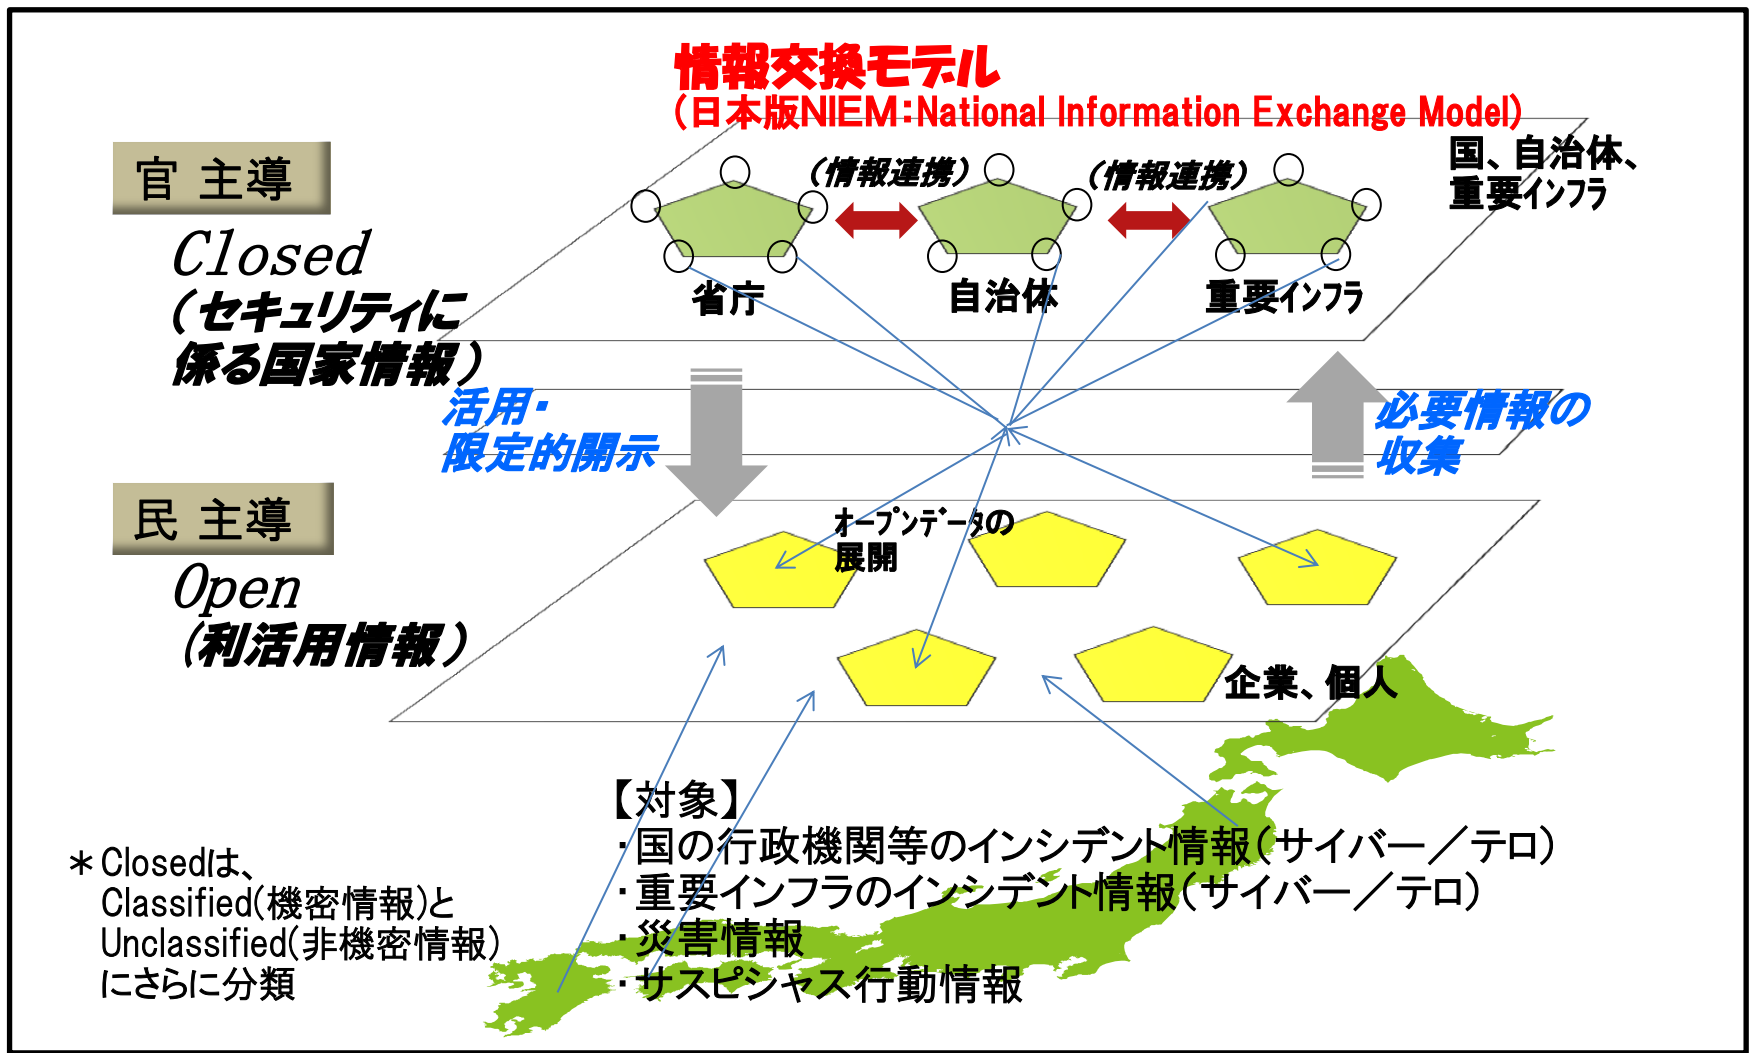 情報交換モデル
(日本版NIEM:National Information Exchange Model)
官 主導
Closed
(セキュリティに
係る国家情報)
(情報連携)
(情報連携)
国、自治体、
重要インフラ
省庁
自治体
重要インフラ
活用・
限定的開示
必要情報の
収集
民 主導
Open
(利活用情報)
オープンデータの
展開
企業、個人
【対象】
・国の行政機関等のインシデント情報(サイバー/テロ)
・重要インフラのインシデント情報(サイバー/テロ)
・災害情報
・サスピシャス行動情報
*Closedは、
Classified(機密情報)と
Unclassified(非機密情報)
にさらに分類